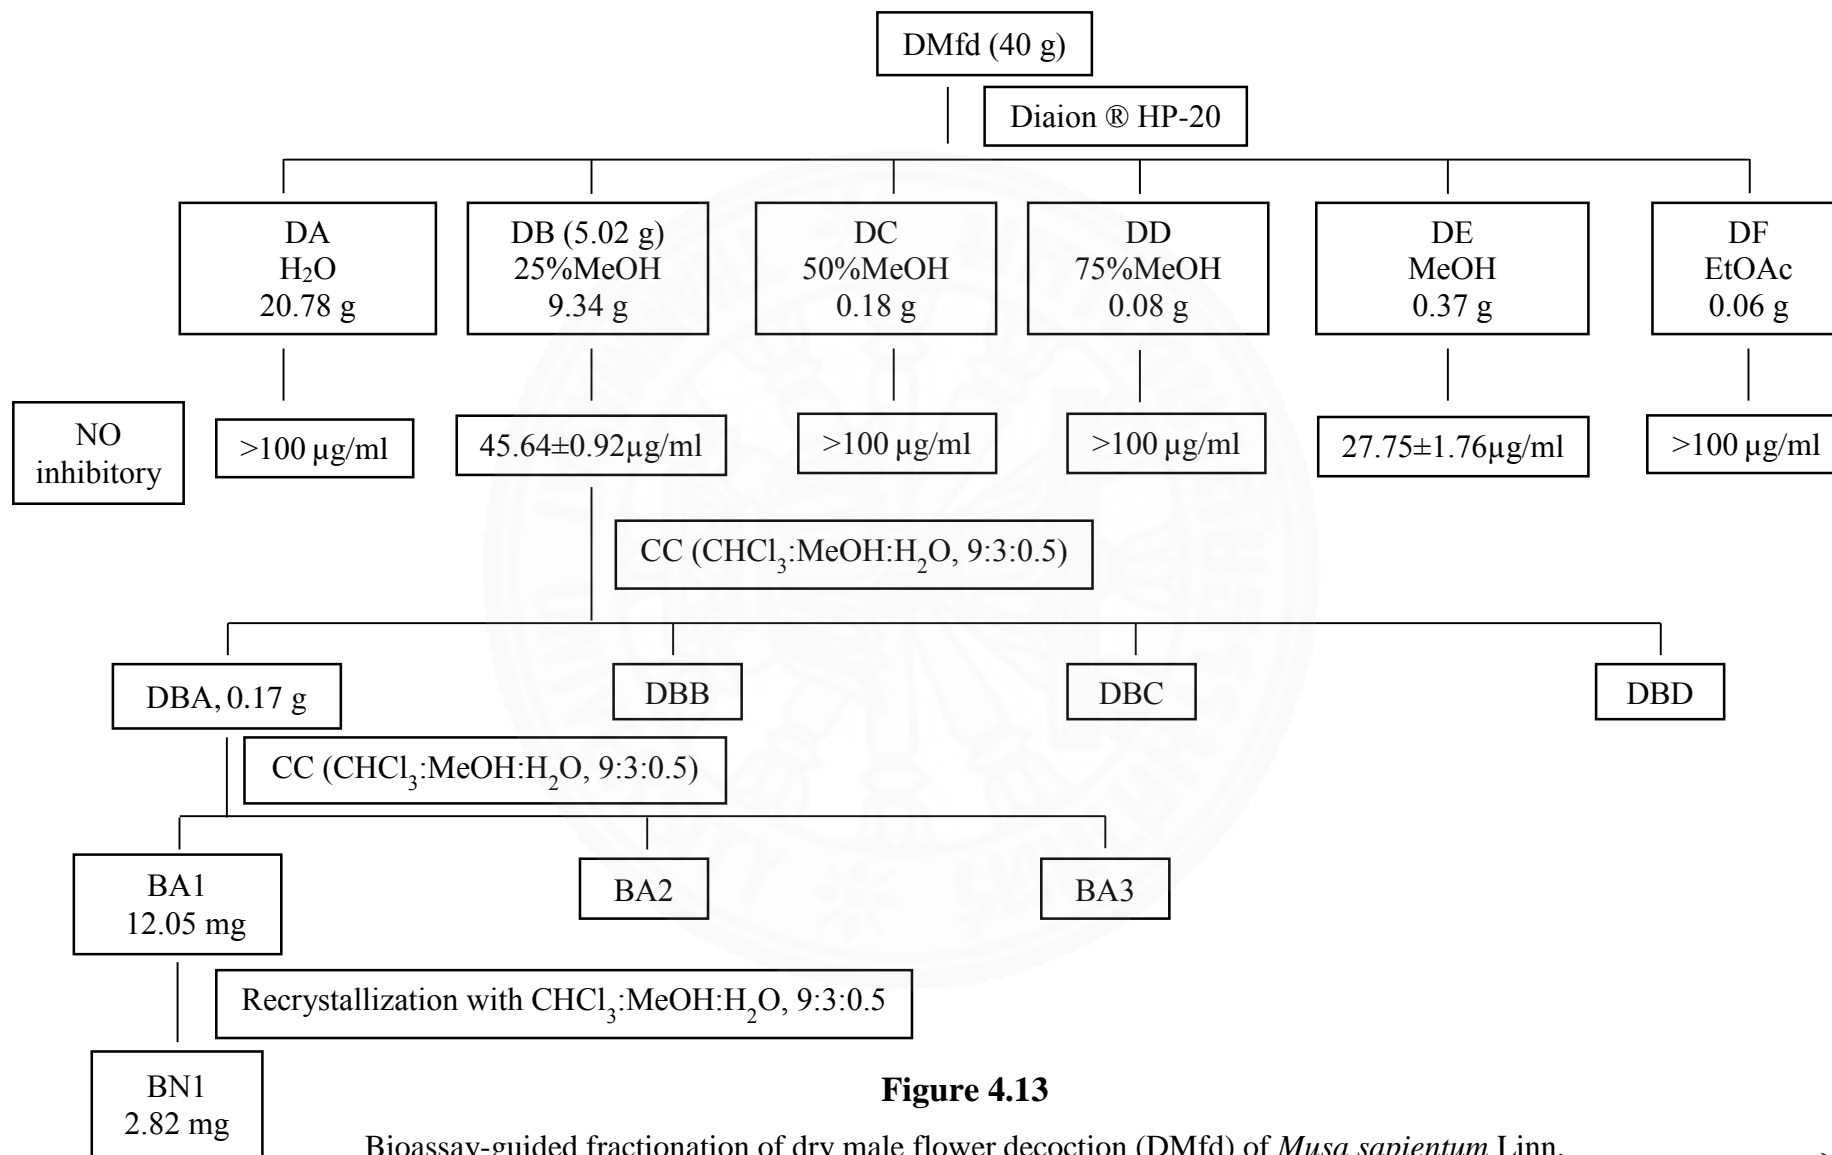 DMfd (40 g)
Diaion ® HP-20
DA
H₂O
20.78 g
DB (5.02 g)
25%MeOH
9.34 g
DC
50%MeOH
0.18 g
DD
75%MeOH
0.08 g
DE
MeOH
0.37 g
DF
EtOAc
0.06 g
NO
inhibitory
>100 µg/ml
45.64±0.92µg/ml
>100 µg/ml
>100 µg/ml
27.75±1.76µg/ml
>100 µg/ml
CC (CHCl₃:MeOH:H₂O, 9:3:0.5)
DBA, 0.17 g
DBB
DBC
DBD
CC (CHCl₃:MeOH:H₂O, 9:3:0.5)
BA1
12.05 mg
BA2
BA3
Recrystallization with CHCl₃:MeOH:H₂O, 9:3:0.5
BN1
2.82 mg
Figure 4.13
Bioassay-guided fractionation of dry male flower decoction (DMfd) of Musa sapientum Linn.